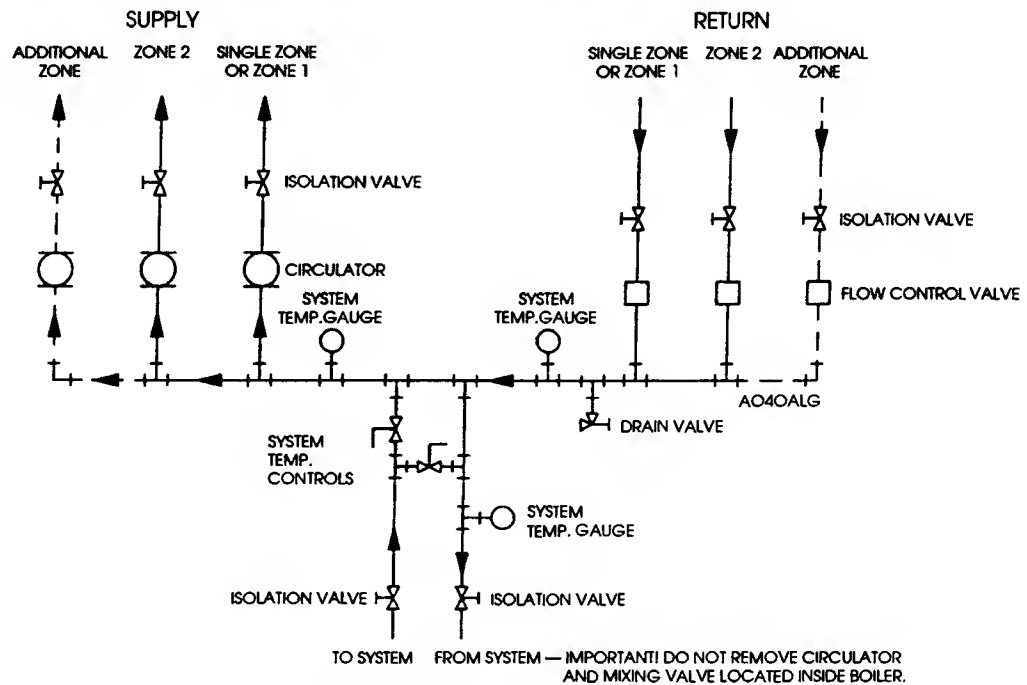 SUPPLY
RETURN
ADDITIONAL
ZONE
ZONE 2
SINGLE ZONE
OR ZONE 1
SINGLE ZONE
OR ZONE 1
ZONE 2
ADDITIONAL
ZONE
ISOLATION VALVE
ISOLATION VALVE
CIRCULATOR
SYSTEM
TEMP.GAUGE
SYSTEM
TEMP.GAUGE
FLOW CONTROL VALVE
AO4OALG
DRAIN VALVE
SYSTEM
TEMP.
CONTROLS
SYSTEM
TEMP. GAUGE
ISOLATION VALVE
ISOLATION VALVE
TO SYSTEM
FROM SYSTEM — IMPORTANT! DO NOT REMOVE CIRCULATOR
AND MIXING VALVE LOCATED INSIDE BOILER.